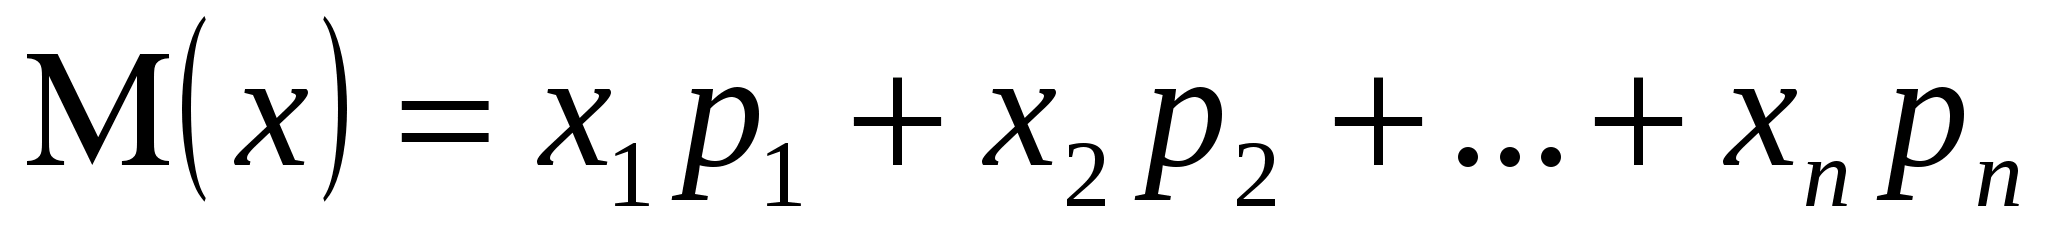 M(x) = x₁p₁ + x₂p₂ + ... + xₙpₙ